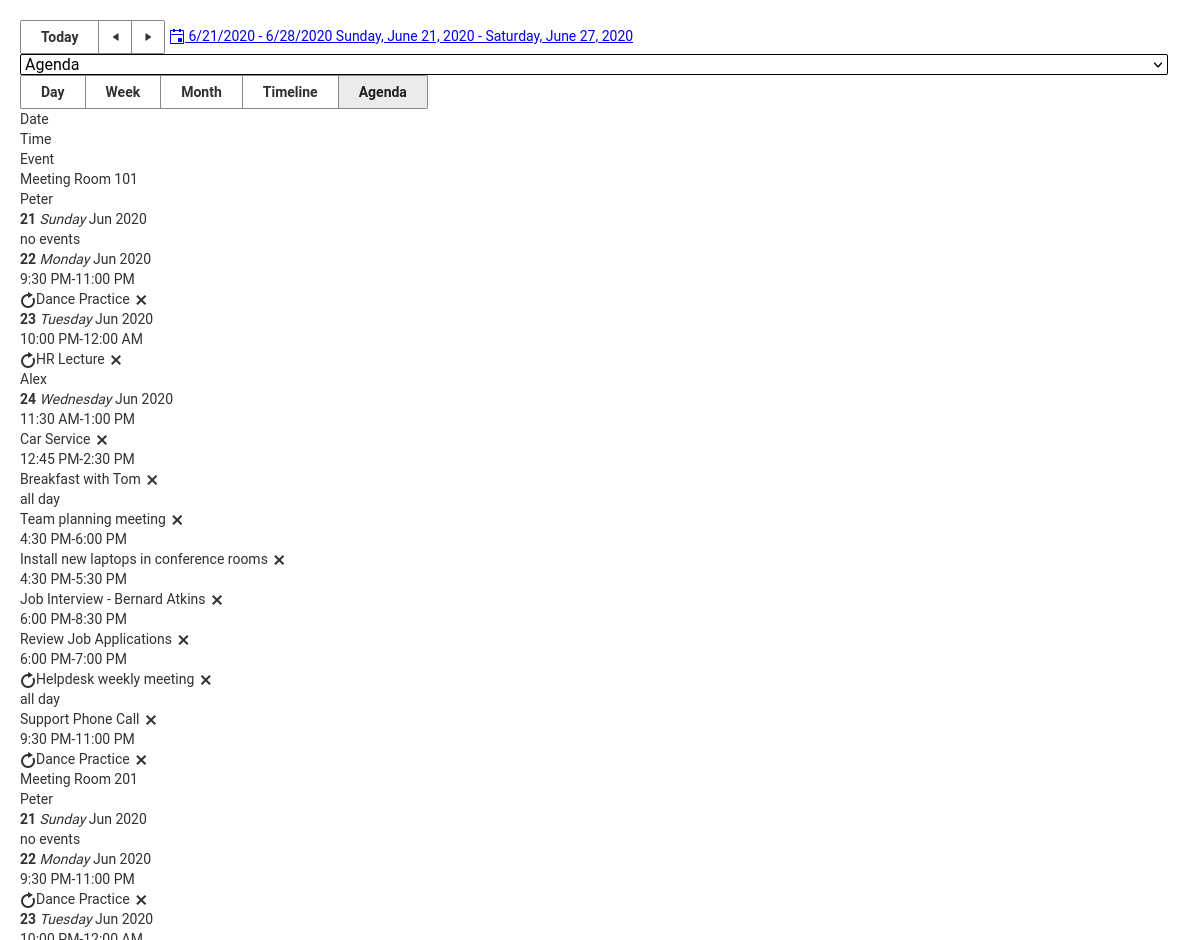 Today 6/21/2020 - 6/28/2020 Sunday, June 21, 2020 - Saturday, June 27, 2020
Agenda
Day Week Month Timeline Agenda
Date
Time
Event
Meeting Room 101
Peter
21 Sunday Jun 2020
no events
22 Monday Jun 2020
9:30 PM-11:00 PM
Dance Practice
23 Tuesday Jun 2020
10:00 PM-12:00 AM
HR Lecture
Alex
24 Wednesday Jun 2020
11:30 AM-1:00 PM
Car Service
12:45 PM-2:30 PM
Breakfast with Tom
all day
Team planning meeting
4:30 PM-6:00 PM
Install new laptops in conference rooms
4:30 PM-5:30 PM
Job Interview - Bernard Atkins
6:00 PM-8:30 PM
Review Job Applications
6:00 PM-7:00 PM
Helpdesk weekly meeting
all day
Support Phone Call
9:30 PM-11:00 PM
Dance Practice
Meeting Room 201
Peter
21 Sunday Jun 2020
no events
22 Monday Jun 2020
9:30 PM-11:00 PM
Dance Practice
23 Tuesday Jun 2020
10:00 PM-12:00 AM